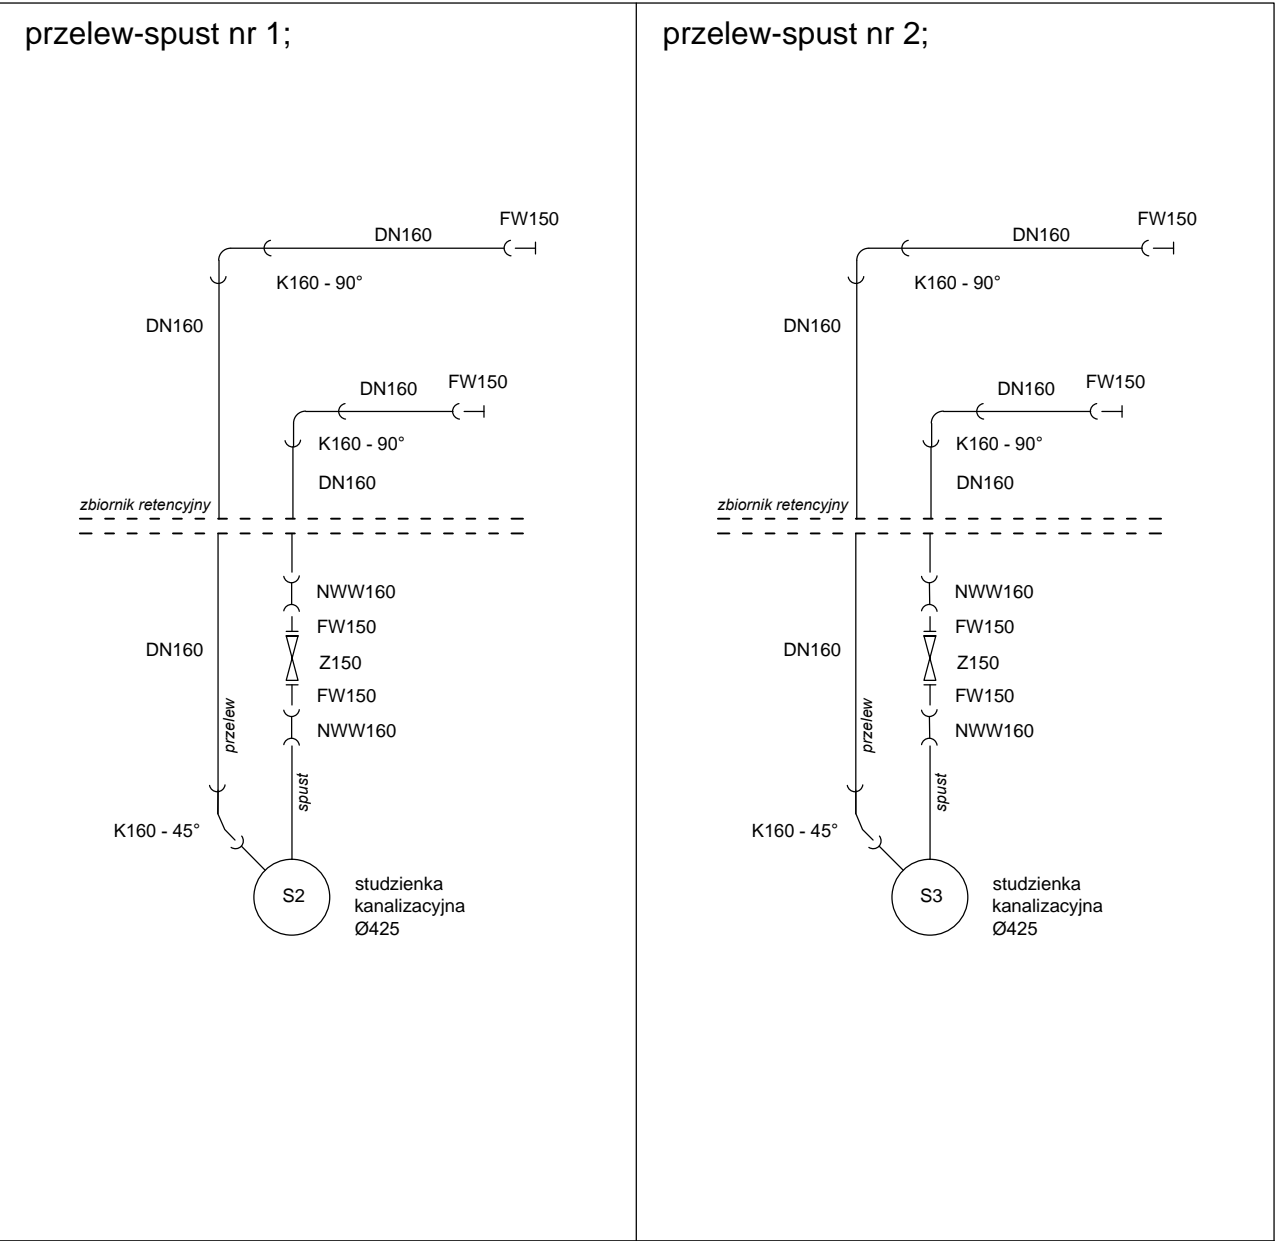 przelew-spust nr 1;
FW150
DN160
K160 - 90°
DN160
DN160
FW150
K160 - 90°
DN160
zbiornik retencyjny
NWW160
FW150
DN160
Z150
FW150
przelew
NWW160
spust
K160 - 45°
S2
studzienka
kanalizacyjna
Ø425
przelew-spust nr 2;
FW150
DN160
K160 - 90°
DN160
DN160
FW150
K160 - 90°
DN160
zbiornik retencyjny
NWW160
FW150
DN160
Z150
FW150
przelew
NWW160
spust
K160 - 45°
S3
studzienka
kanalizacyjna
Ø425